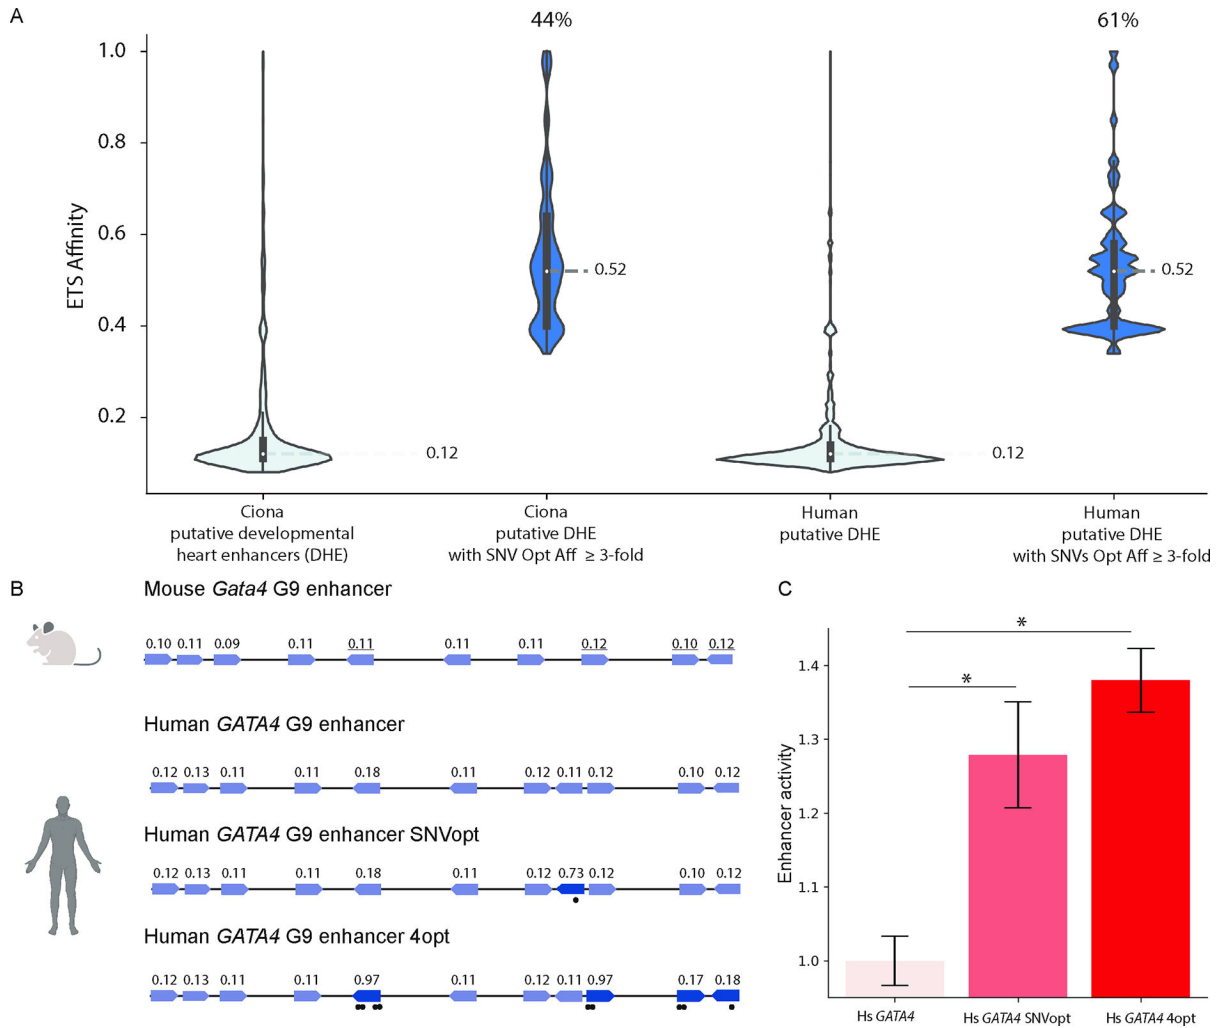 A
44%
61%
1.0
0.8
0.6
0.4
0.2
ETS Affinity
0.12
0.52
0.12
0.52
Ciona
putative developmental
heart enhancers (DHE)
Ciona
putative DHE
with SNV Opt Aff ≥ 3-fold
Human
putative DHE
Human
putative DHE
with SNVs Opt Aff ≥ 3-fold
B
Mouse Gata4 G9 enhancer
0.10 0.11 0.09 0.11 0.11 0.11 0.11 0.12 0.10 0.12
Human GATA4 G9 enhancer
0.12 0.13 0.11 0.11 0.18 0.11 0.12 0.11 0.12 0.10 0.12
Human GATA4 G9 enhancer SNVopt
0.12 0.13 0.11 0.11 0.18 0.11 0.12 0.73 0.12 0.10 0.12
Human GATA4 G9 enhancer 4opt
0.12 0.13 0.11 0.11 0.97 0.11 0.12 0.11 0.97 0.17 0.18
C
*
*
1.4
1.3
1.2
1.1
1.0
Enhancer activity
Hs GATA4
Hs GATA4 SNVopt
Hs GATA4 4opt